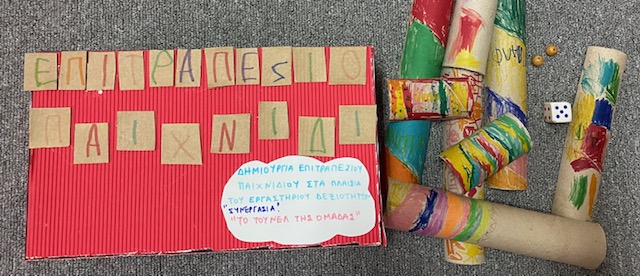 ΕΠΙΤΡΑΠΕΖΙΟ
ΠΑΙΧΝΙΔΙ
ΔΗΜΙΟΥΡΓΙΑ ΕΠΙΤΡΑΠΕΖΙΟΥ
ΠΑΙΧΝΙΔΙΟΥ ΣΤΑ ΠΛΑΙΣΙΑ
ΤΟΥ ΕΡΓΑΣΤΗΡΙΟΥ ΔΕΞΙΟΤΗΤΩΝ
"ΣΥΝΕΡΓΑΣΙΑ":
"ΤΟ ΤΟΥΝΕΛ ΤΗΣ ΟΜΑΔΑΣ"